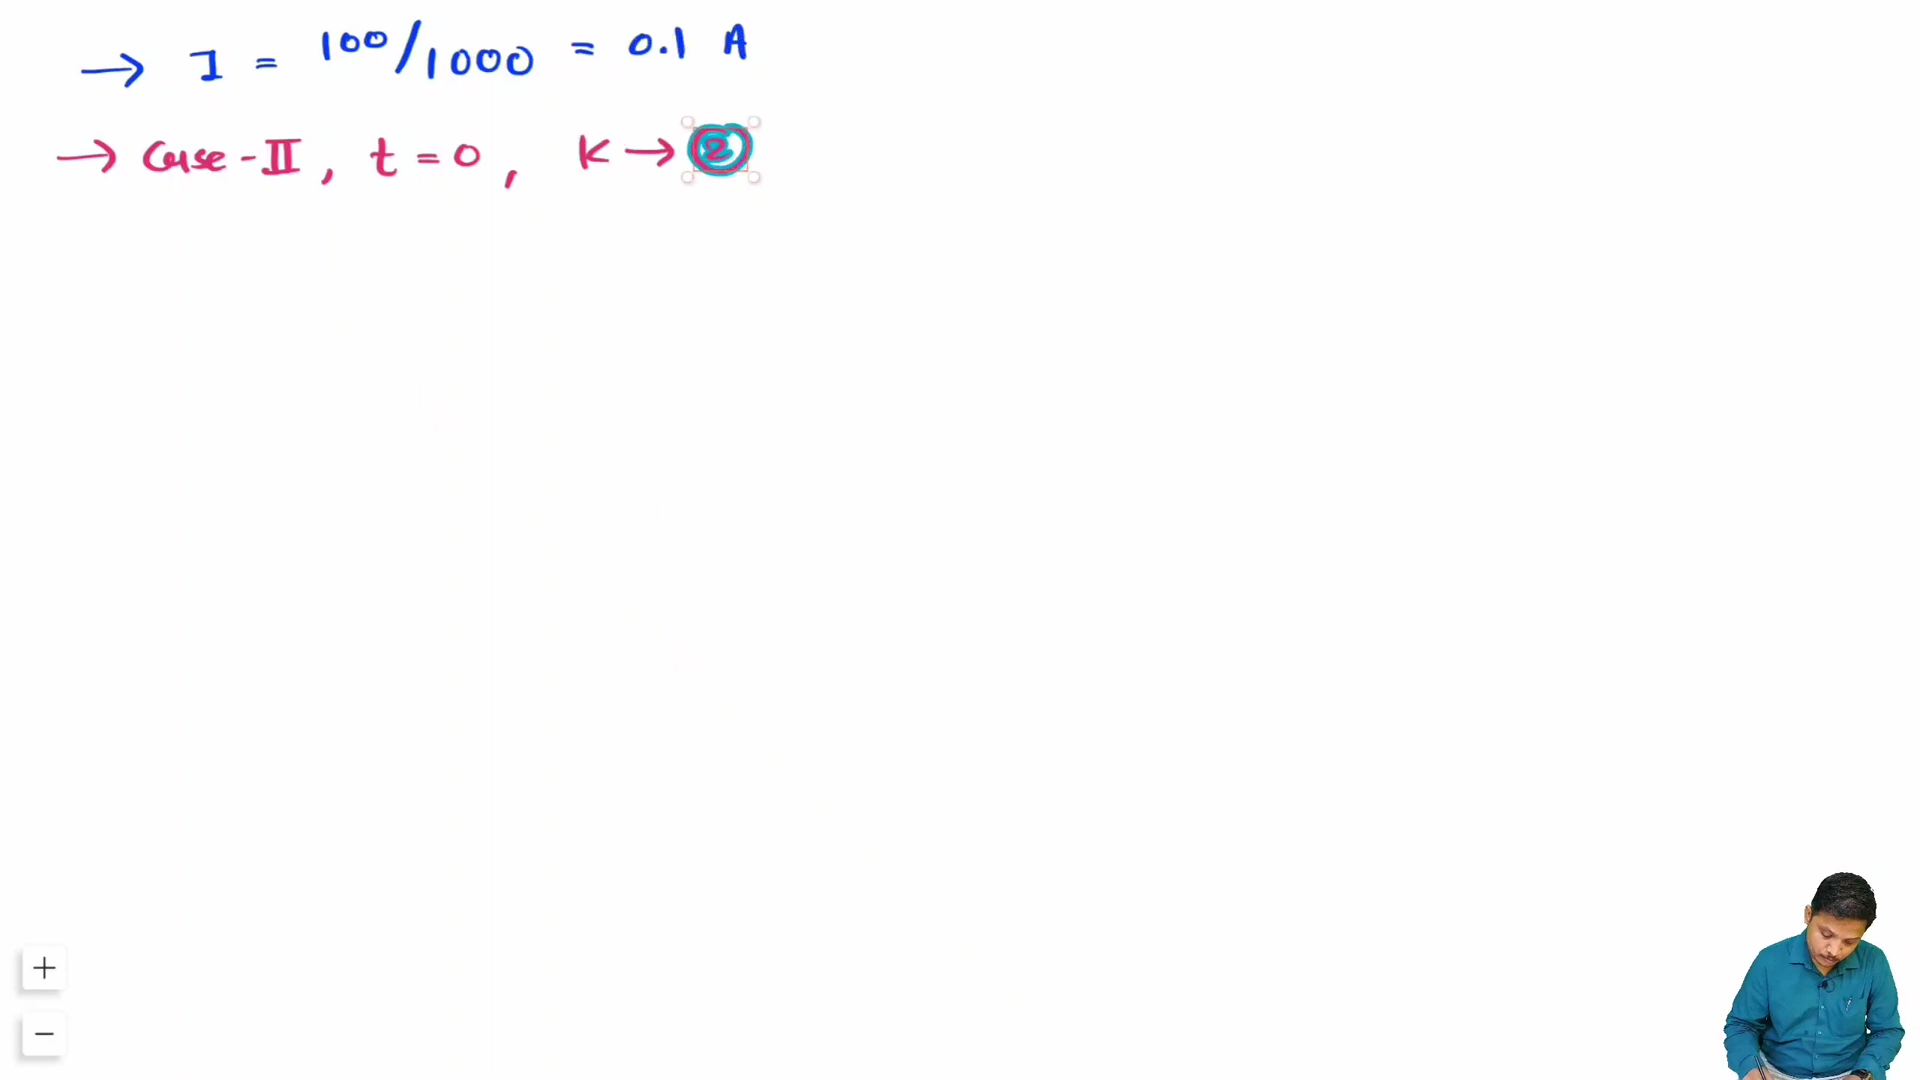 → I = 100/1000 = 0.1 A
→ Case-II, t=0, K→②